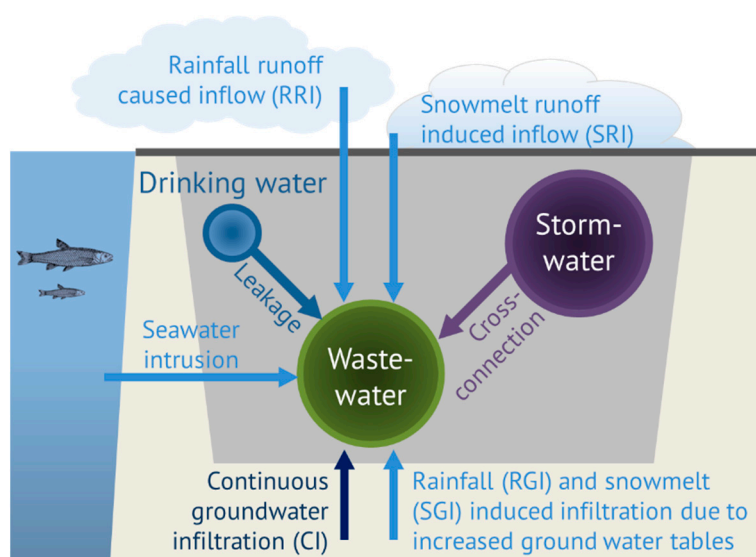 Rainfall runoff
caused inflow (RRI)
Snowmelt runoff
induced inflow (SRI)
Drinking water
Storm-
water
Leakage
Cross-
connection
Seawater
intrusion
Waste-
water
Continuous
groundwater
infiltration (CI)
Rainfall (RGI) and snowmelt
(SGI) induced infiltration due to
increased ground water tables